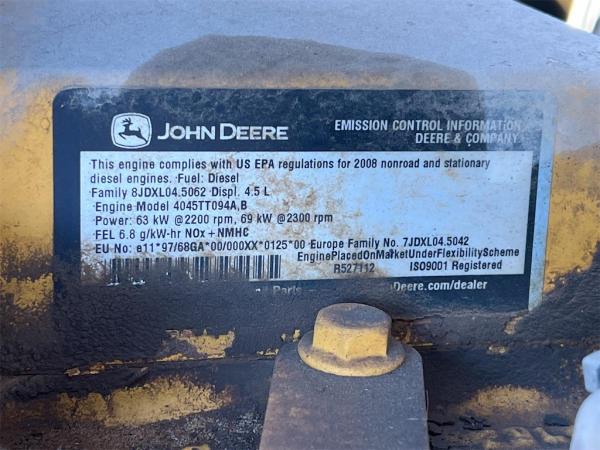 JOHN DEERE
EMISSION CONTROL INFORMATION
DEERE & COMPANY
This engine complies with US EPA regulations for 2008 nonroad and stationary
diesel engines. Fuel: Diesel
Family 8JDXL04.5062 Displ. 4.5 L
Engine Model 4045TT094A,B
Power: 63 kW @2200 rpm, 69 kW @2300 rpm
FEL 6.8 g/kW-hr NOx + NMHC
EU No: e11*97/68GA*00/000XX*0125*00 Europe Family No. 7JDXL04.5042
EnginePlacedOnMarketUnderFlexibilityScheme
R527112 ISO9001 Registered
Parts Deere.com/dealer